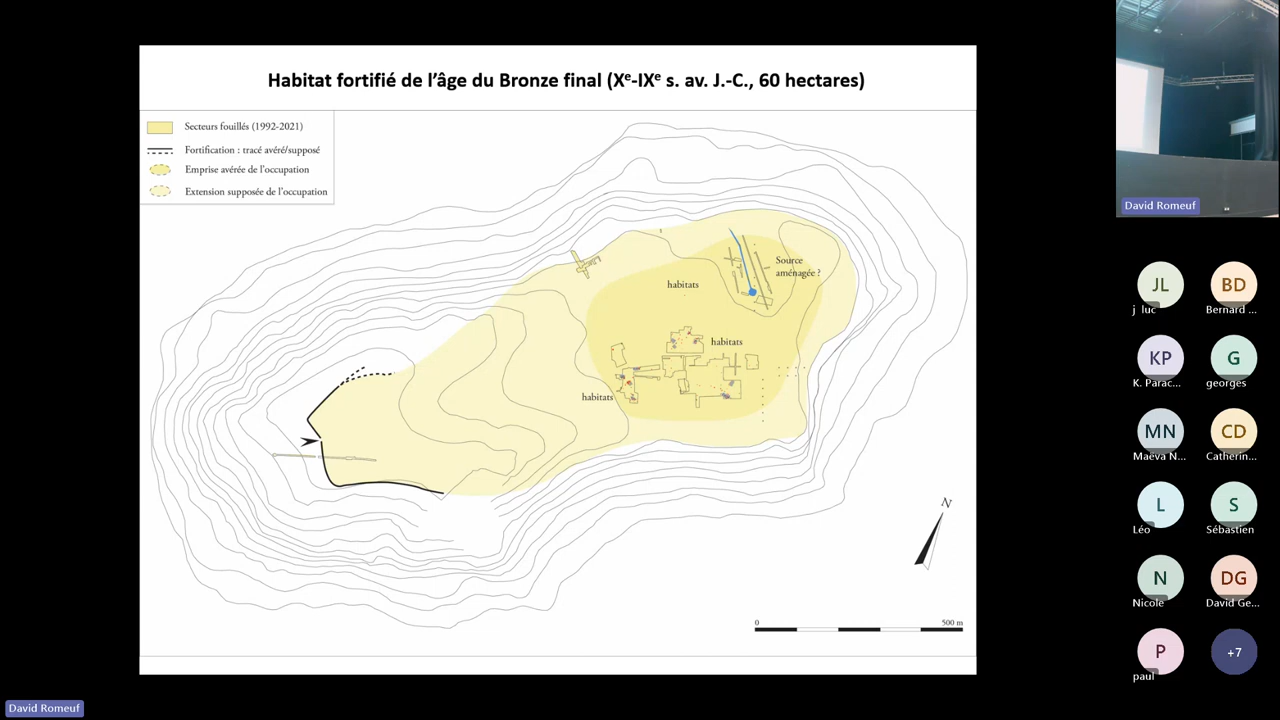 Habitat fortifié de l’âge du Bronze final (Xᵉ-IXᵉ s. av. J.-C., 60 hectares)
Secteurs fouillés (1992-2021)
Fortification : tracé avéré/supposé
Emprise avérée de l’occupation
Extension supposée de l’occupation
Source
aménagée ?
habitats
habitats
habitats
N
0 500 m
David Romeuf
JL BD
j luc Bernard ...
KP G
K. Parac... georges
MN CD
Maëva N... Catherin...
L S
Léo Sébastien
N DG
Nicole David Ge...
P +7
paul
David Romeuf